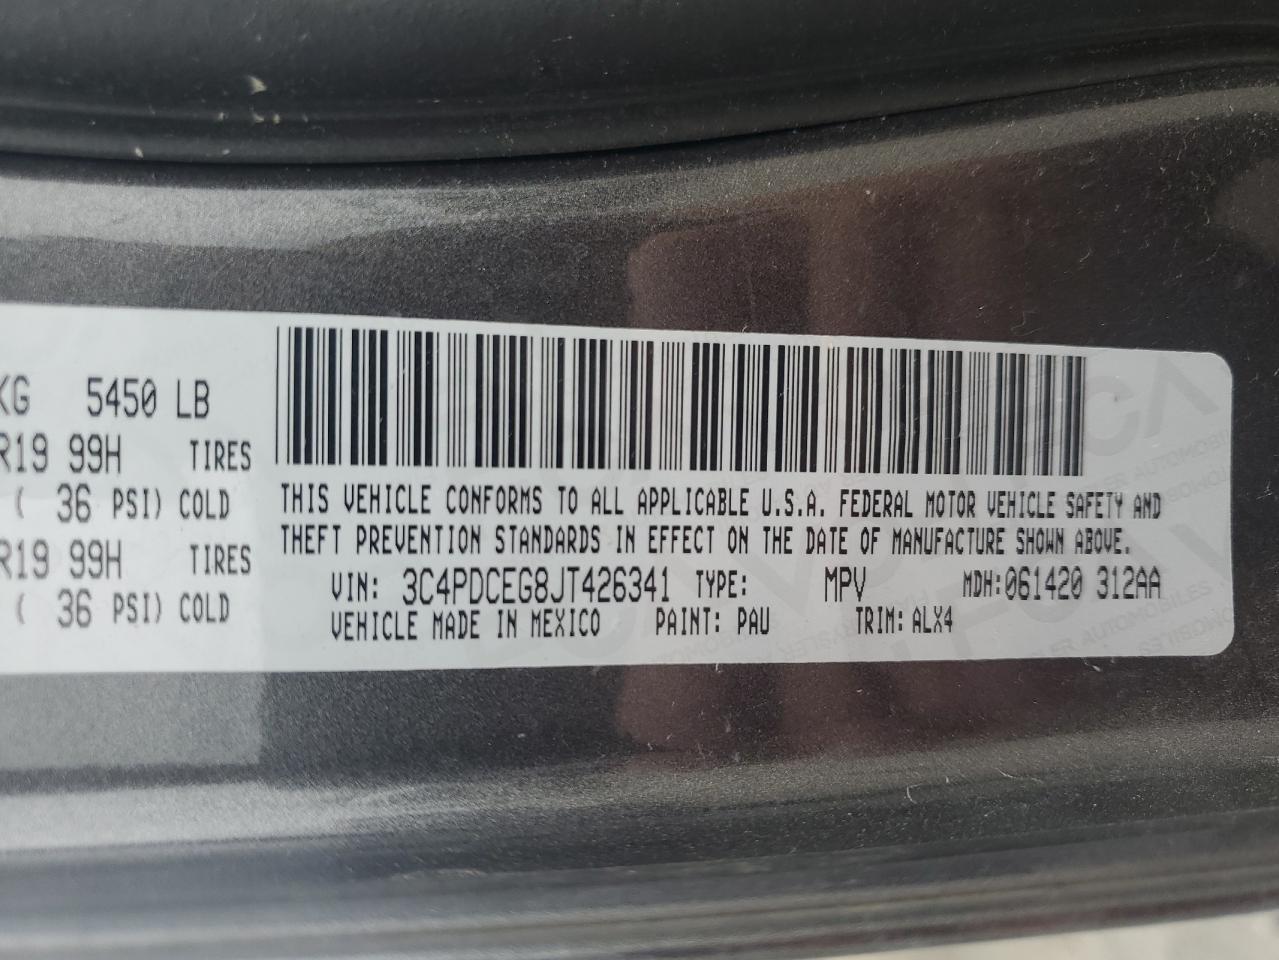 KG 5450 LB
R19 99H TIRES
( 36 PSI) COLD
R19 99H TIRES
( 36 PSI) COLD
THIS VEHICLE CONFORMS TO ALL APPLICABLE U.S.A. FEDERAL MOTOR VEHICLE SAFETY AND
THEFT PREVENTION STANDARDS IN EFFECT ON THE DATE OF MANUFACTURE SHOWN ABOVE.
VIN: 3C4PDCEG8JT426341 TYPE: MPV MDH:061420 312AA
VEHICLE MADE IN MEXICO PAINT: PAU TRIM: ALX4